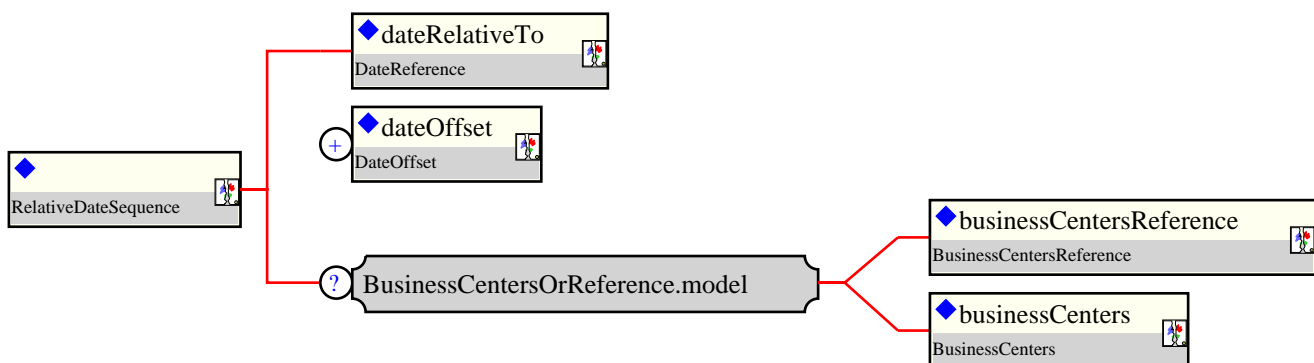 dateRelativeTo
DateReference
dateOffset
+
DateOffset
RelativeDateSequence
businessCentersReference
BusinessCentersReference
? BusinessCentersOrReference.model
businessCenters
BusinessCenters